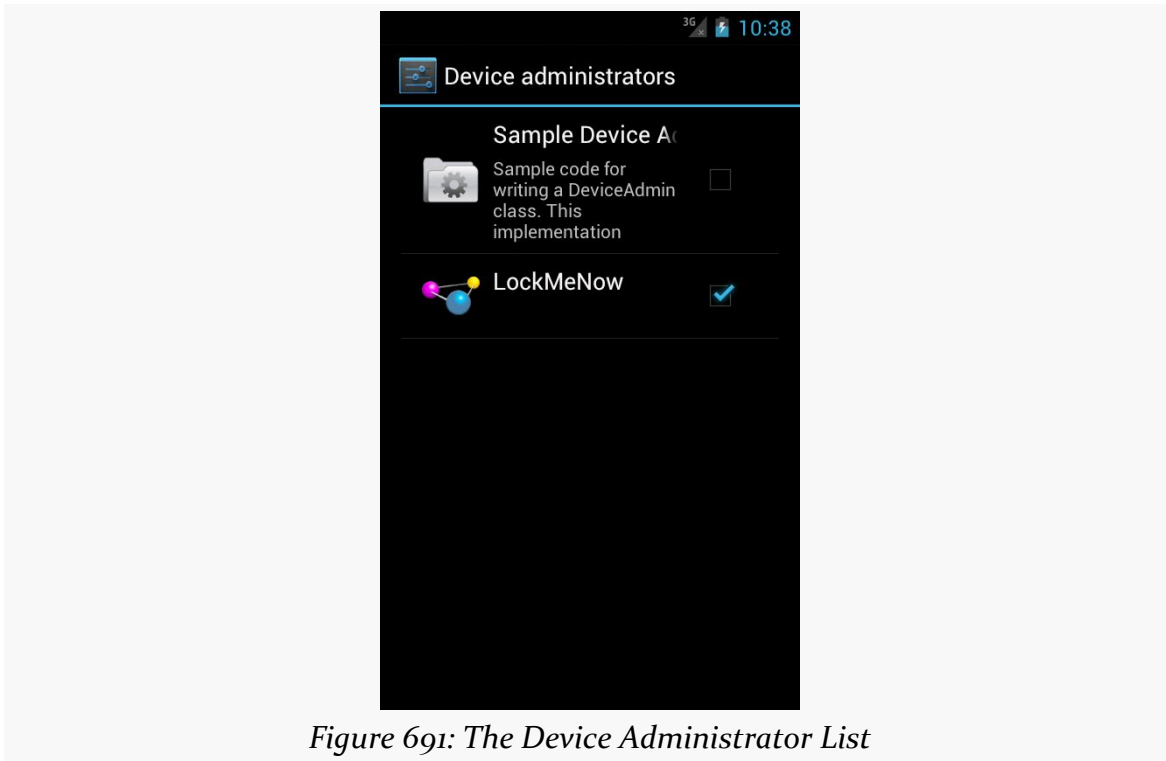 3G 10:38
Device administrators
Sample Device A
Sample code for
writing a DeviceAdmin
class. This
implementation
LockMeNow
Figure 691: The Device Administrator List